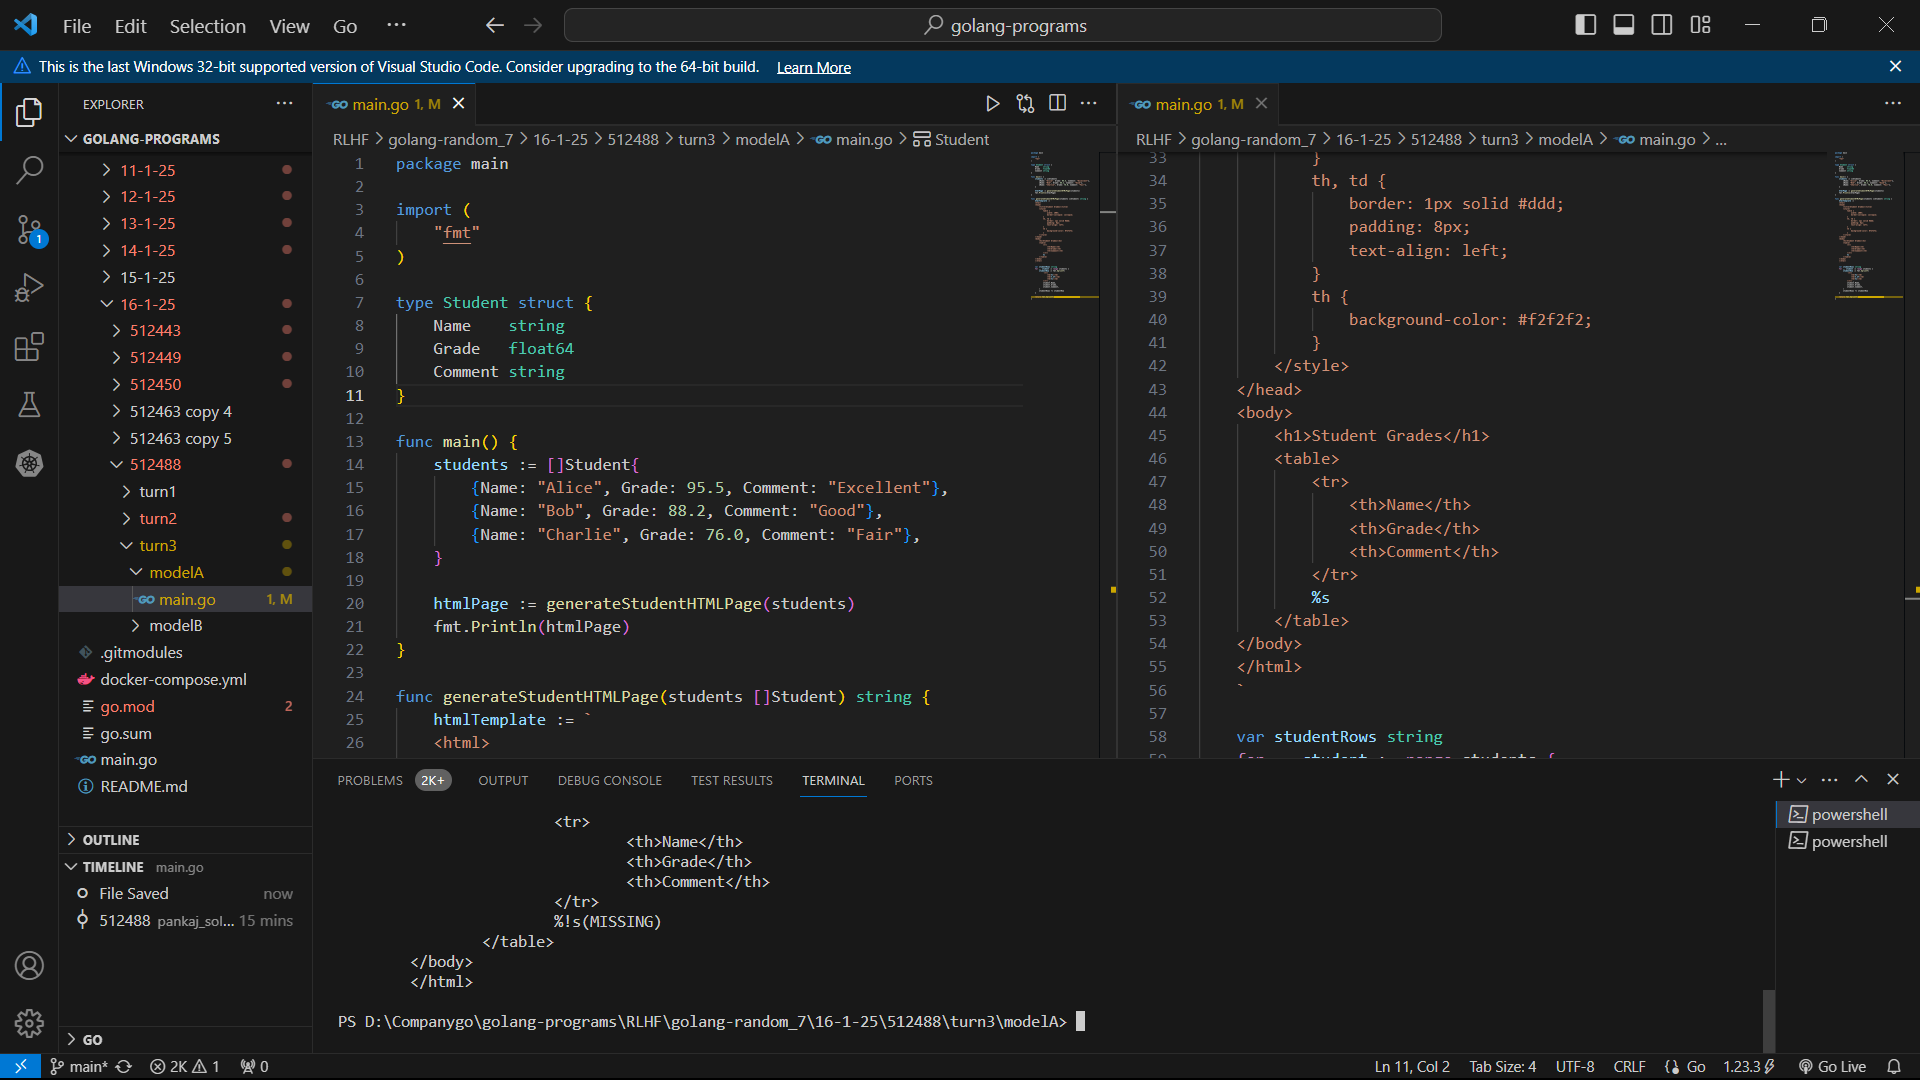 File Edit Selection View Go ··· golang-programs
This is the last Windows 32-bit supported version of Visual Studio Code. Consider upgrading to the 64-bit build. Learn More
EXPLORER
GOLANG-PROGRAMS
11-1-25
12-1-25
13-1-25
14-1-25
15-1-25
16-1-25
512443
512449
512450
512463 copy 4
512463 copy 5
512488
turn1
turn2
turn3
modelA
main.go 1, M
modelB
.gitmodules
docker-compose.yml
go.mod 2
go.sum
main.go
README.md
OUTLINE
TIMELINE main.go
File Saved now
512488 pankaj_sol... 15 mins
GO
1
main.go 1, M
RLHF > golang-random_7 > 16-1-25 > 512488 > turn3 > modelA > main.go > Student
1 package main
2
3 import (
4 "fmt"
5 )
6
7 type Student struct {
8 Name string
9 Grade float64
10 Comment string
11 }
12
13 func main() {
14 students := []Student{
15 {Name: "Alice", Grade: 95.5, Comment: "Excellent"},
16 {Name: "Bob", Grade: 88.2, Comment: "Good"},
17 {Name: "Charlie", Grade: 76.0, Comment: "Fair"},
18 }
19
20 htmlPage := generateStudentHTMLPage(students)
21 fmt.Println(htmlPage)
22 }
23
24 func generateStudentHTMLPage(students []Student) string {
25 htmlTemplate := `
26 <html>
main.go 1, M
RLHF > golang-random_7 > 16-1-25 > 512488 > turn3 > modelA > main.go > ...
33 }
34 th, td {
35 border: 1px solid #ddd;
36 padding: 8px;
37 text-align: left;
38 }
39 th {
40 background-color: #f2f2f2;
41 }
42 </style>
43 </head>
44 <body>
45 <h1>Student Grades</h1>
46 <table>
47 <tr>
48 <th>Name</th>
49 <th>Grade</th>
50 <th>Comment</th>
51 </tr>
52 %s
53 </table>
54 </body>
55 </html>
56 `
57
58 var studentRows string
PROBLEMS 2K+ OUTPUT DEBUG CONSOLE TEST RESULTS TERMINAL PORTS
<tr>
<th>Name</th>
<th>Grade</th>
<th>Comment</th>
</tr>
%!s(MISSING)
</table>
</body>
</html>
PS D:\Companygo\golang-programs\RLHF\golang-random_7\16-1-25\512488\turn3\modelA>
powershell
powershell
main* 2K 1 0 Ln 11, Col 2 Tab Size: 4 UTF-8 CRLF Go 1.23.3 Go Live